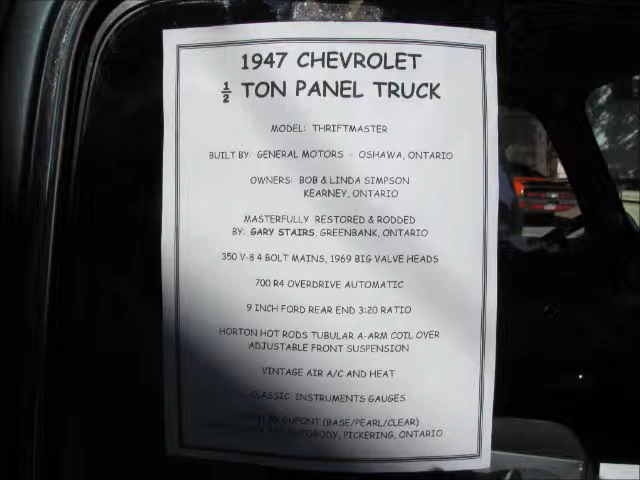 1947 CHEVROLET
½ TON PANEL TRUCK
MODEL: THRIFTMASTER
BUILT BY: GENERAL MOTORS - OSHAWA, ONTARIO
OWNERS: BOB & LINDA SIMPSON
KEARNEY, ONTARIO
MASTERFULLY RESTORED & RODDED
BY: GARY STAIRS, GREENBANK, ONTARIO
350 V-8 4 BOLT MAINS, 1969 BIG VALVE HEADS
700 R4 OVERDRIVE AUTOMATIC
9 INCH FORD REAR END 3:20 RATIO
HORTON HOT RODS TUBULAR A-ARM COIL OVER
ADJUSTABLE FRONT SUSPENSION
VINTAGE AIR A/C AND HEAT
CLASSIC INSTRUMENTS GAUGES
DUPONT (BASE/PEARL/CLEAR)
AUTOBODY, PICKERING, ONTARIO